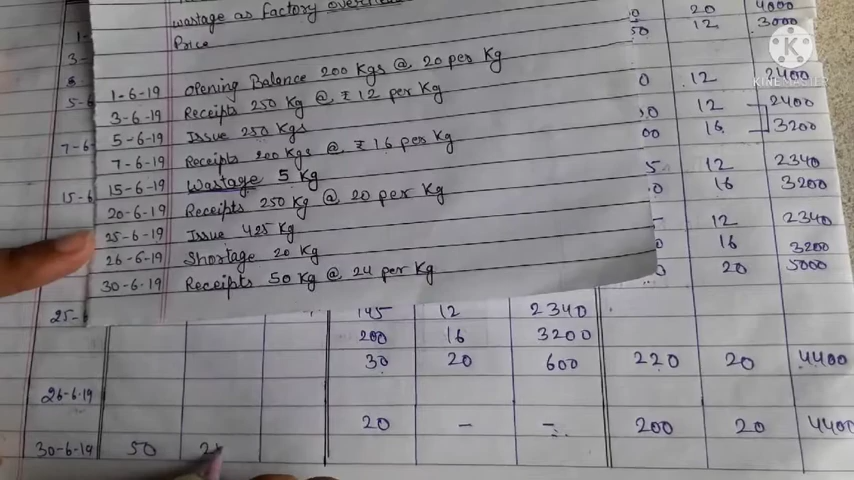 wastage as factory
Price
1-6-19 Opening Balance 200 Kgs @ 20 per Kg
3-6-19 Receipts 250 Kg @ ₹12 per Kg
5-6-19 Issue 250 Kgs
7-6-19 Receipts 200 Kgs @ ₹16 per Kg
15-6-19 Wastage 5 Kg
20-6-19 Receipts 250 Kg @ 20 per Kg
25-6-19 Issue 425 Kg
26-6-19 Shortage 20 Kg
30-6-19 Receipts 50 Kg @ 24 per Kg
20 4000
50 12 3000
0 12 2400
12 2400
00 16 3200
5 12 2340
0 16 3200
12 2340
16 3200
20 5000
KINEMASTER
25- 12 2340
200 16 3200
30 20 600 220 20 4400
26-6-19
20 - - 200 20 4400
30-6-19 50